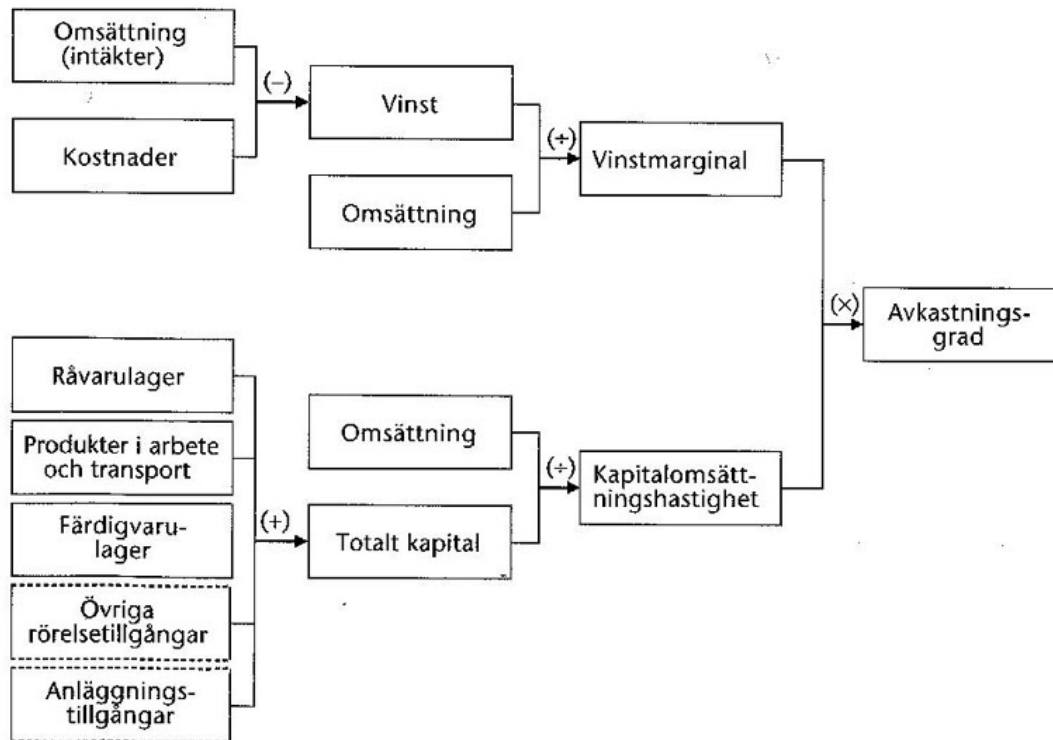 Omsättning
(intäkter)
Kostnader
(−)
Vinst
Omsättning
(÷)
Vinstmarginal
(×)
Avkastnings-
grad
Råvarulager
Produkter i arbete
och transport
Färdigvaru-
lager
Övriga
rörelsetillgångar
Anläggnings-
tillgångar
(+)
Omsättning
Totalt kapital
(÷)
Kapitalomsätt-
ningshastighet